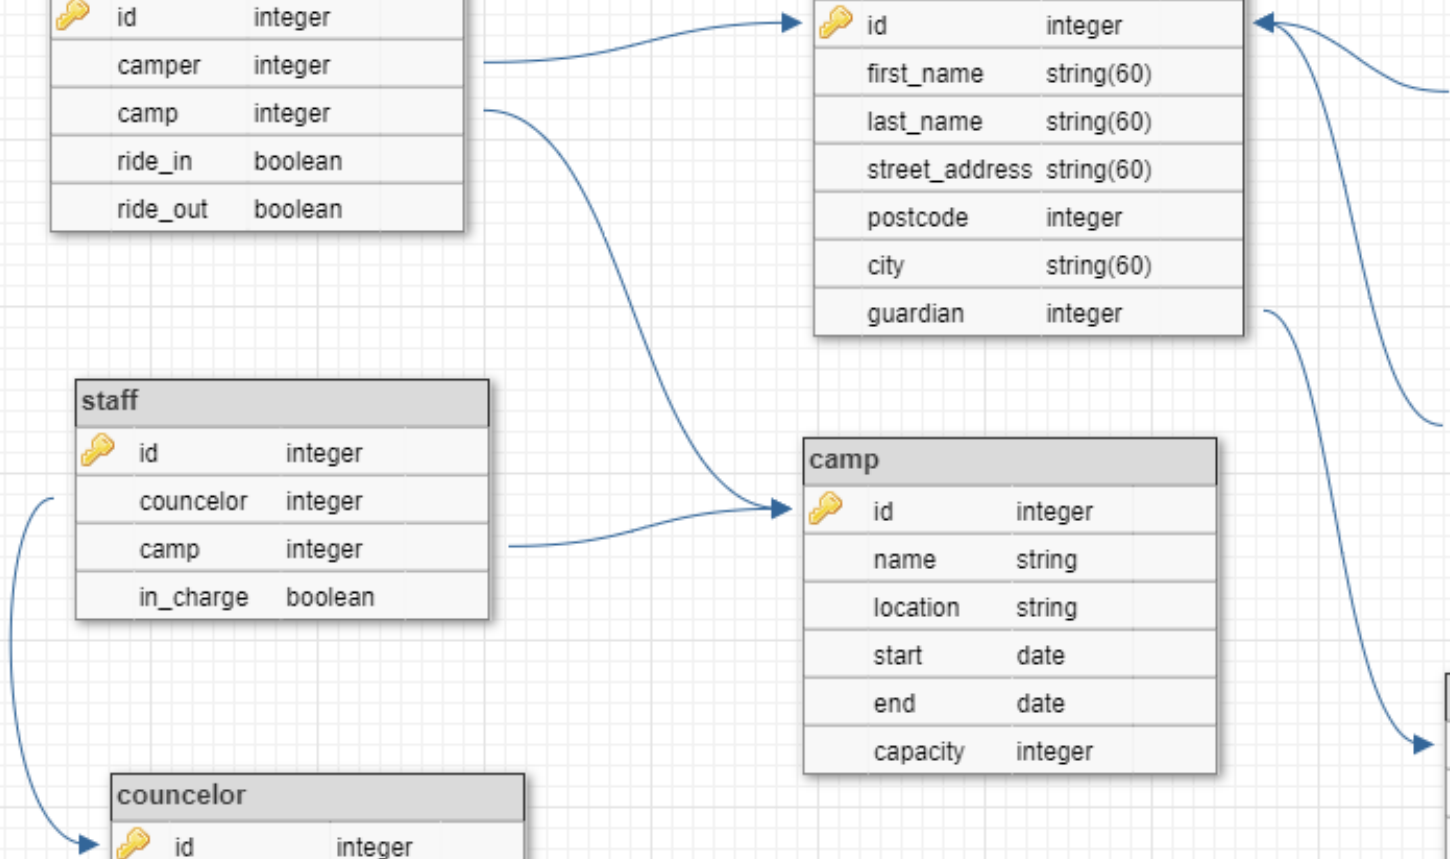 id integer
camper integer
camp integer
ride_in boolean
ride_out boolean
id integer
first_name string(60)
last_name string(60)
street_address string(60)
postcode integer
city string(60)
guardian integer
staff
id integer
councelor integer
camp integer
in_charge boolean
camp
id integer
name string
location string
start date
end date
capacity integer
councelor
id integer